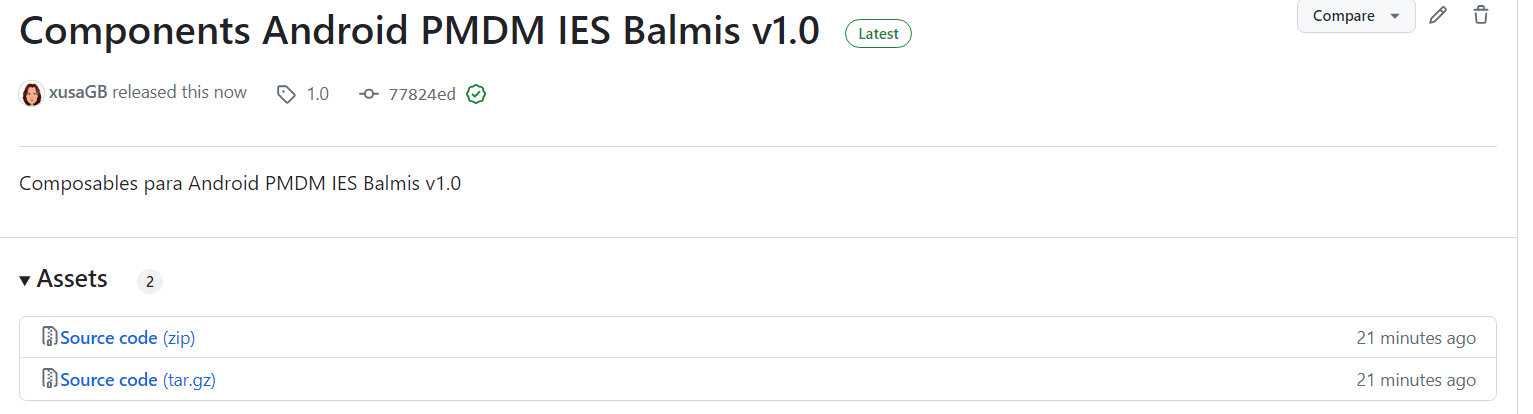 Components Android PMDM IES Balmis v1.0 Latest Compare
xusaGB released this now 1.0 77824ed
Composables para Android PMDM IES Balmis v1.0
Assets 2
Source code (zip) 21 minutes ago
Source code (tar.gz) 21 minutes ago